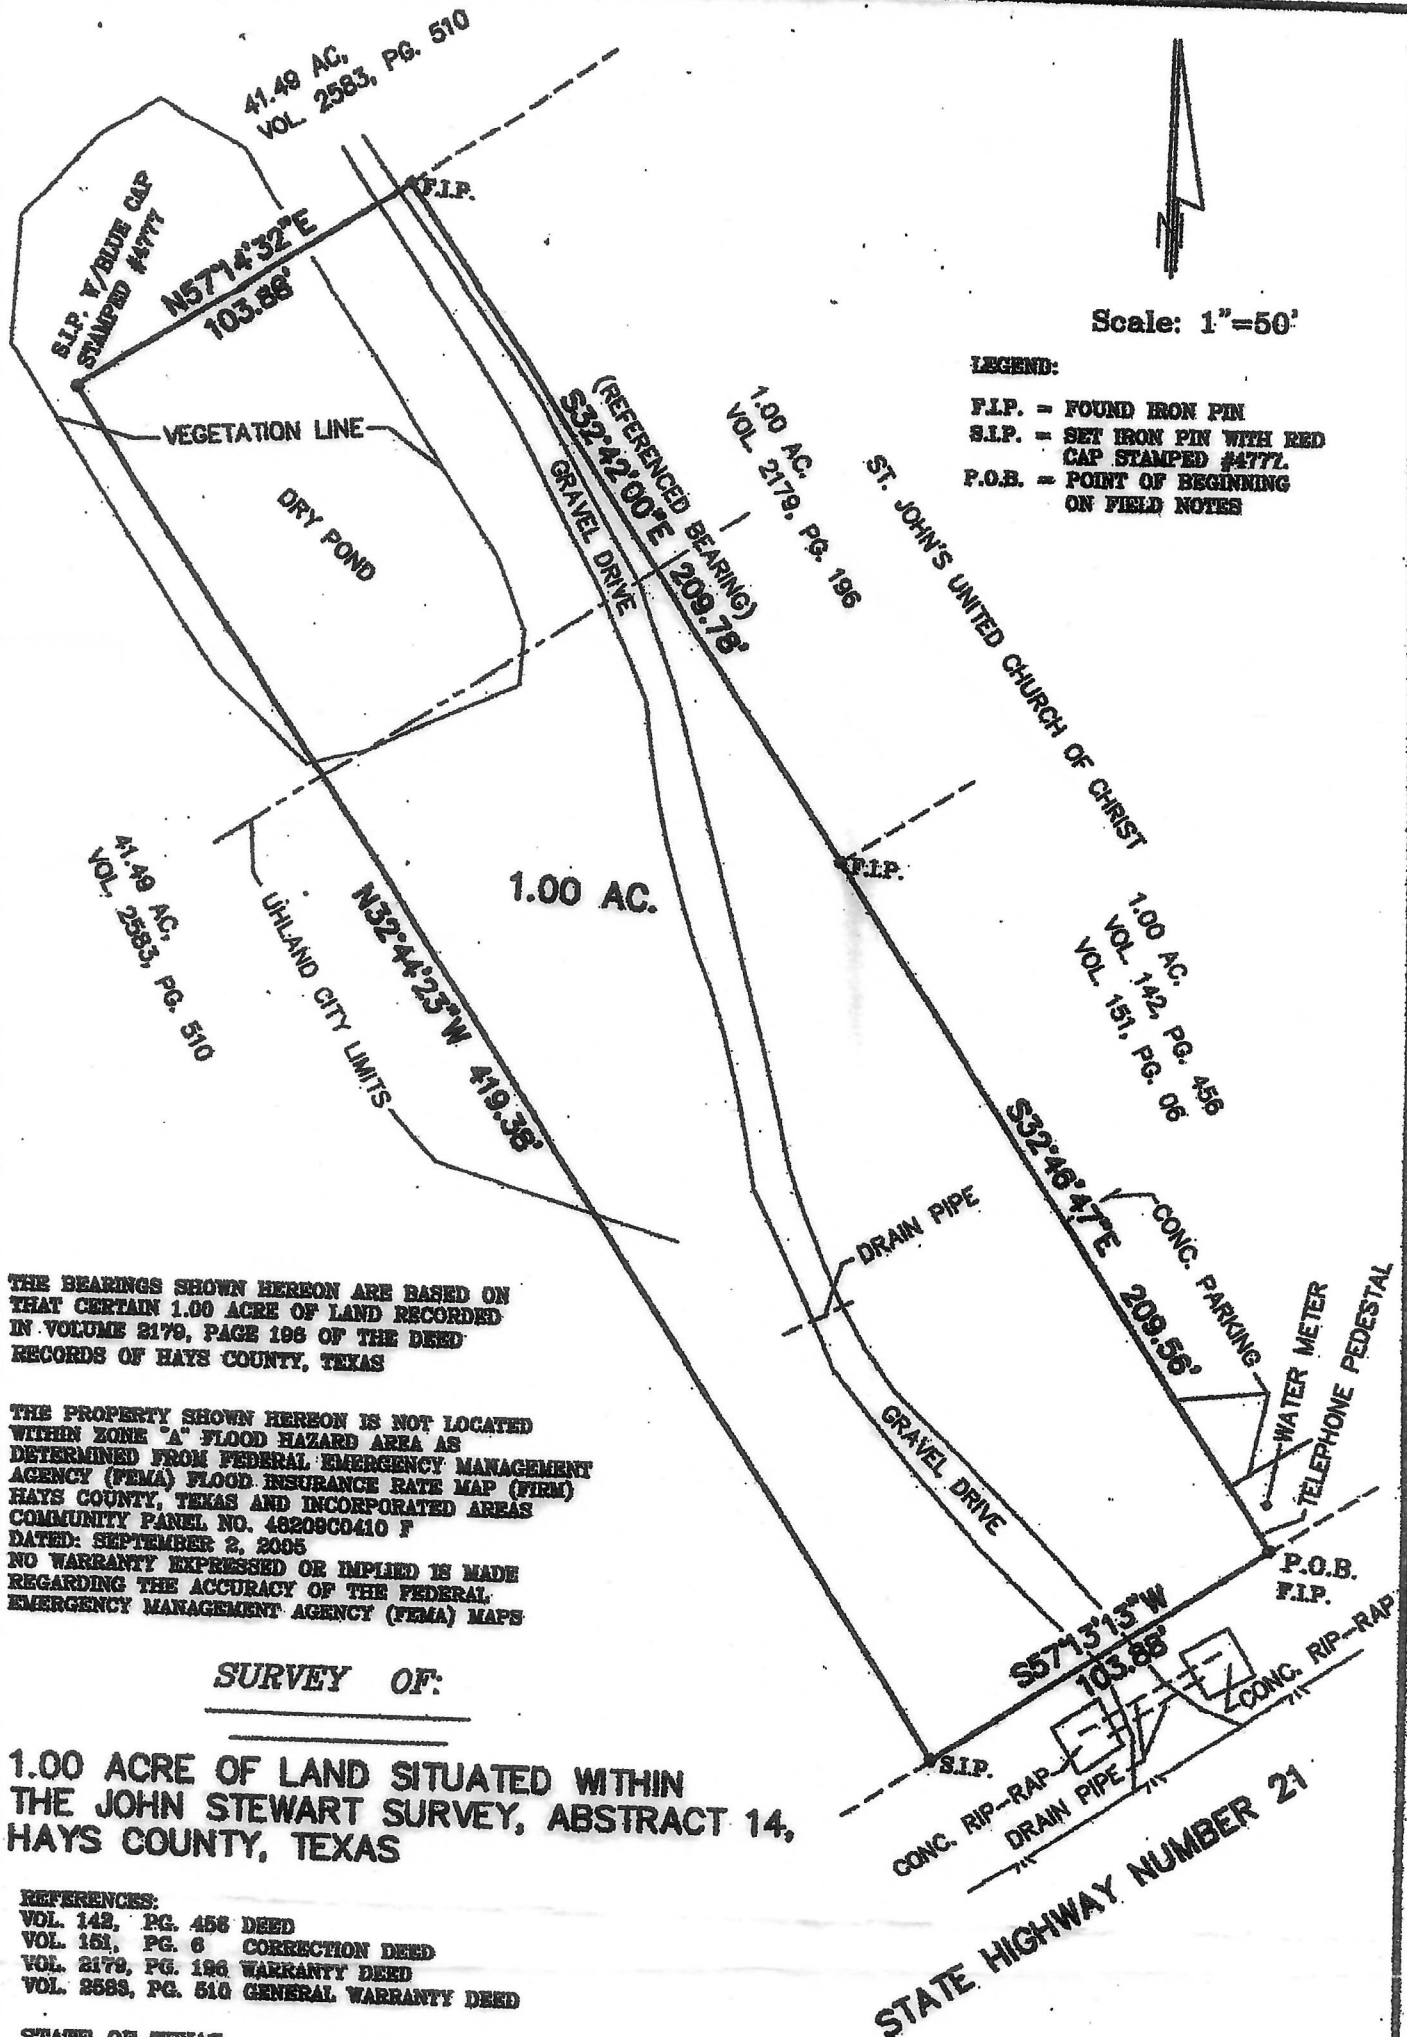 41.49 AC,
VOL. 2583, PG. 510
F.I.P.
S.I.P. W/BLUE CAP
STAMPED #4777
N57°14'32"E
103.88'
Scale: 1"=50'
LEGEND:
F.I.P. = FOUND IRON PIN
S.I.P. = SET IRON PIN WITH RED
CAP STAMPED #4777.
P.O.B. = POINT OF BEGINNING
ON FIELD NOTES
VEGETATION LINE
DRY POND
GRAVEL DRIVE
(REFERENCED BEARING)
S32°42'00"E 209.78'
1.00 AC.
VOL. 2179, PG. 196
ST. JOHN'S UNITED CHURCH OF CHRIST
F.I.P.
1.00 AC.
41.49 AC,
VOL, 2583, PG. 510
UHLAND CITY LIMITS
N32°44'23"W 419.38'
1.00 AC.
VOL. 142, PG. 456
VOL. 151, PG. 06
S32°46'47"E 209.56'
CONC. PARKING
DRAIN PIPE
WATER METER
TELEPHONE PEDESTAL
GRAVEL DRIVE
P.O.B.
F.I.P.
S57°13'13"W
103.88'
CONC. RIP-RAP
S.I.P.
CONC. RIP-RAP
DRAIN PIPE
STATE HIGHWAY NUMBER 21
THE BEARINGS SHOWN HEREON ARE BASED ON
THAT CERTAIN 1.00 ACRE OF LAND RECORDED
IN VOLUME 2179, PAGE 196 OF THE DEED
RECORDS OF HAYS COUNTY, TEXAS
THE PROPERTY SHOWN HEREON IS NOT LOCATED
WITHIN ZONE "A" FLOOD HAZARD AREA AS
DETERMINED FROM FEDERAL EMERGENCY MANAGEMENT
AGENCY (FEMA) FLOOD INSURANCE RATE MAP (FIRM)
HAYS COUNTY, TEXAS AND INCORPORATED AREAS
COMMUNITY PANEL NO. 48209C0410 F
DATED: SEPTEMBER 2, 2005
NO WARRANTY EXPRESSED OR IMPLIED IS MADE
REGARDING THE ACCURACY OF THE FEDERAL
EMERGENCY MANAGEMENT AGENCY (FEMA) MAPS
SURVEY OF:
1.00 ACRE OF LAND SITUATED WITHIN
THE JOHN STEWART SURVEY, ABSTRACT 14,
HAYS COUNTY, TEXAS
REFERENCES:
VOL. 142, PG. 456 DEED
VOL. 151, PG. 6 CORRECTION DEED
VOL. 2179, PG. 196 WARRANTY DEED
VOL. 2583, PG. 510 GENERAL WARRANTY DEED
STATE OF TEXAS